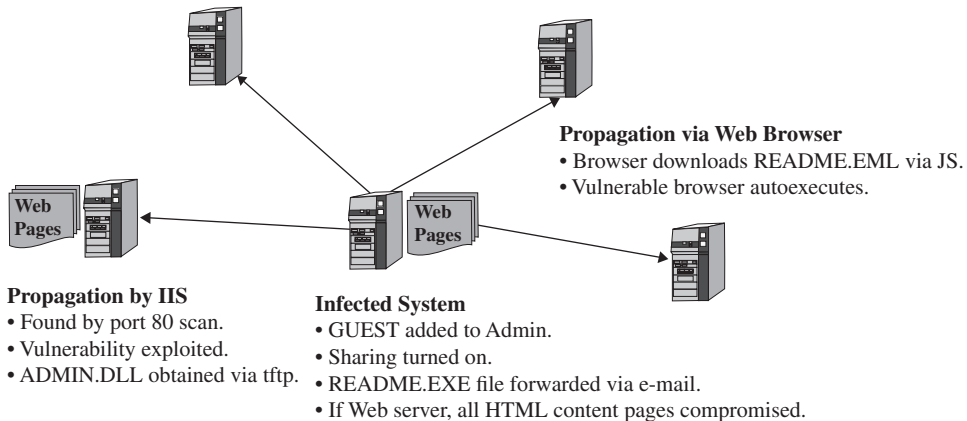 Propagation via Web Browser
• Browser downloads README.EML via JS.
• Vulnerable browser autoexecutes.
Web
Pages
Web
Pages
Propagation by IIS
• Found by port 80 scan.
• Vulnerability exploited.
• ADMIN.DLL obtained via tftp.
Infected System
• GUEST added to Admin.
• Sharing turned on.
• README.EXE file forwarded via e-mail.
• If Web server, all HTML content pages compromised.